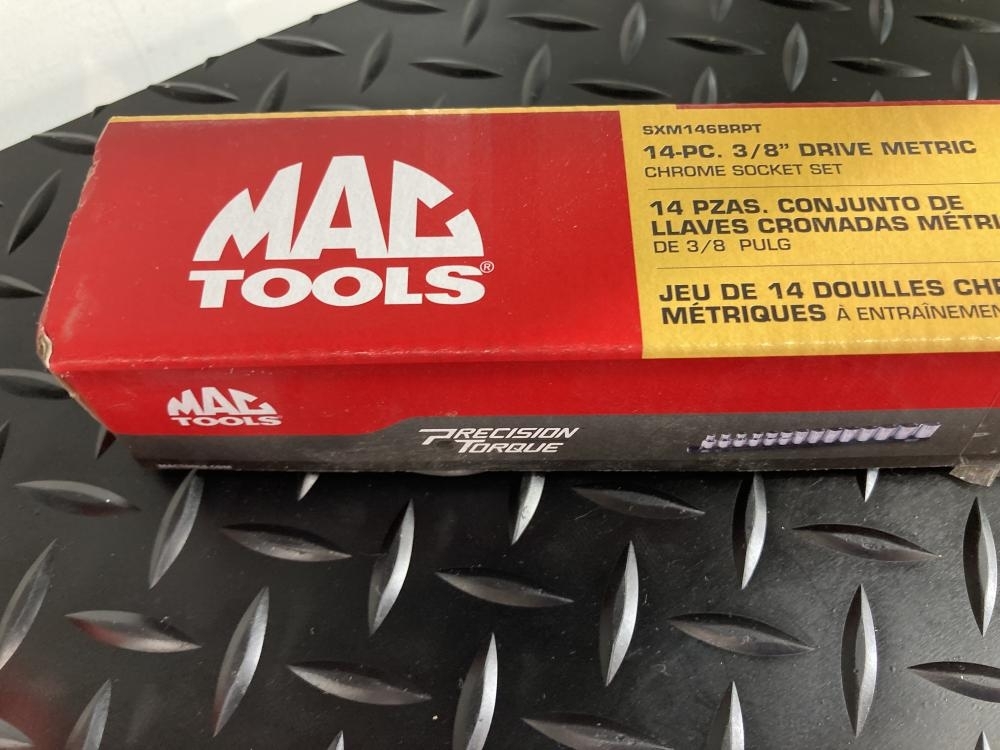 MAC
TOOLS®
SXM146BRPT
14-PC. 3/8" DRIVE METRIC
CHROME SOCKET SET
14 PZAS. CONJUNTO DE
LLAVES CROMADAS MÉTRI
DE 3/8 PULG
JEU DE 14 DOUILLES CHR
MÉTRIQUES À ENTRAÎNEMEN
MAC
TOOLS
PRECISION
TORQUE